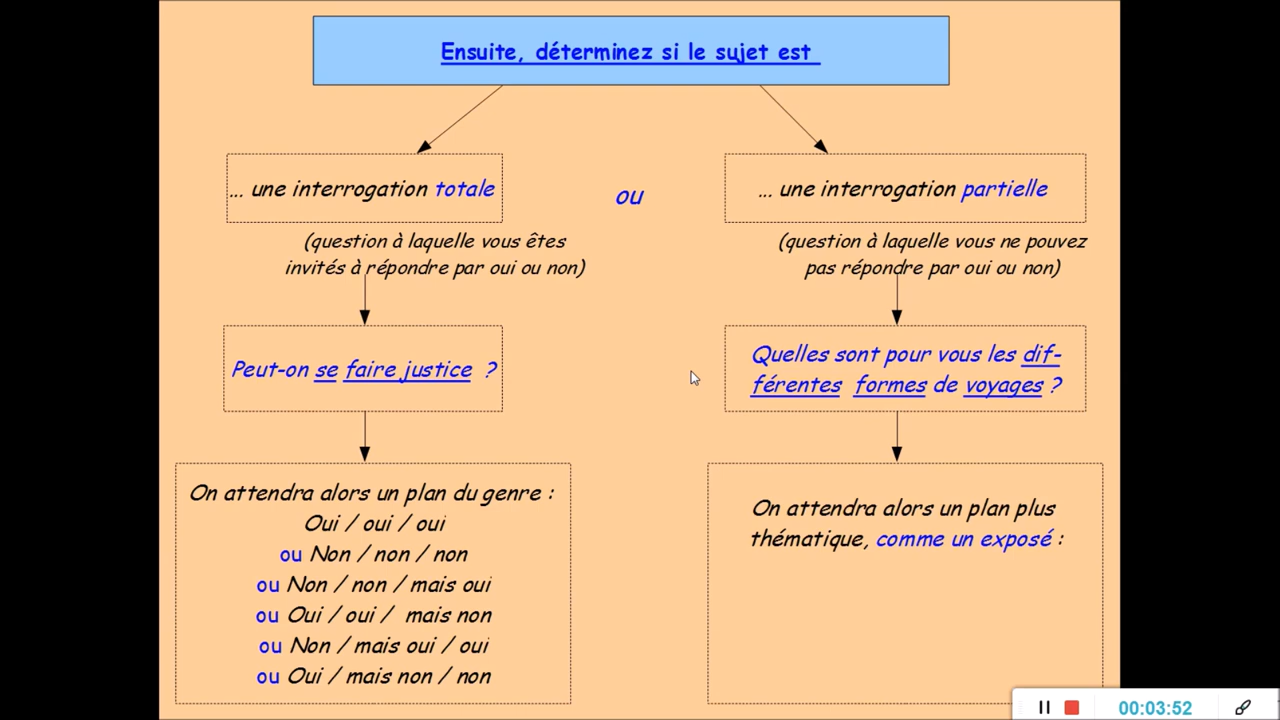 Ensuite, déterminez si le sujet est
... une interrogation totale
ou
... une interrogation partielle
(question à laquelle vous êtes
invités à répondre par oui ou non)
(question à laquelle vous ne pouvez
pas répondre par oui ou non)
Peut-on se faire justice ?
Quelles sont pour vous les dif-
férentes formes de voyages ?
On attendra alors un plan du genre :
Oui / oui / oui
ou Non / non / non
ou Non / non / mais oui
ou Oui / oui / mais non
ou Non / mais oui / oui
ou Oui / mais non / non
On attendra alors un plan plus
thématique, comme un exposé :
00:03:52